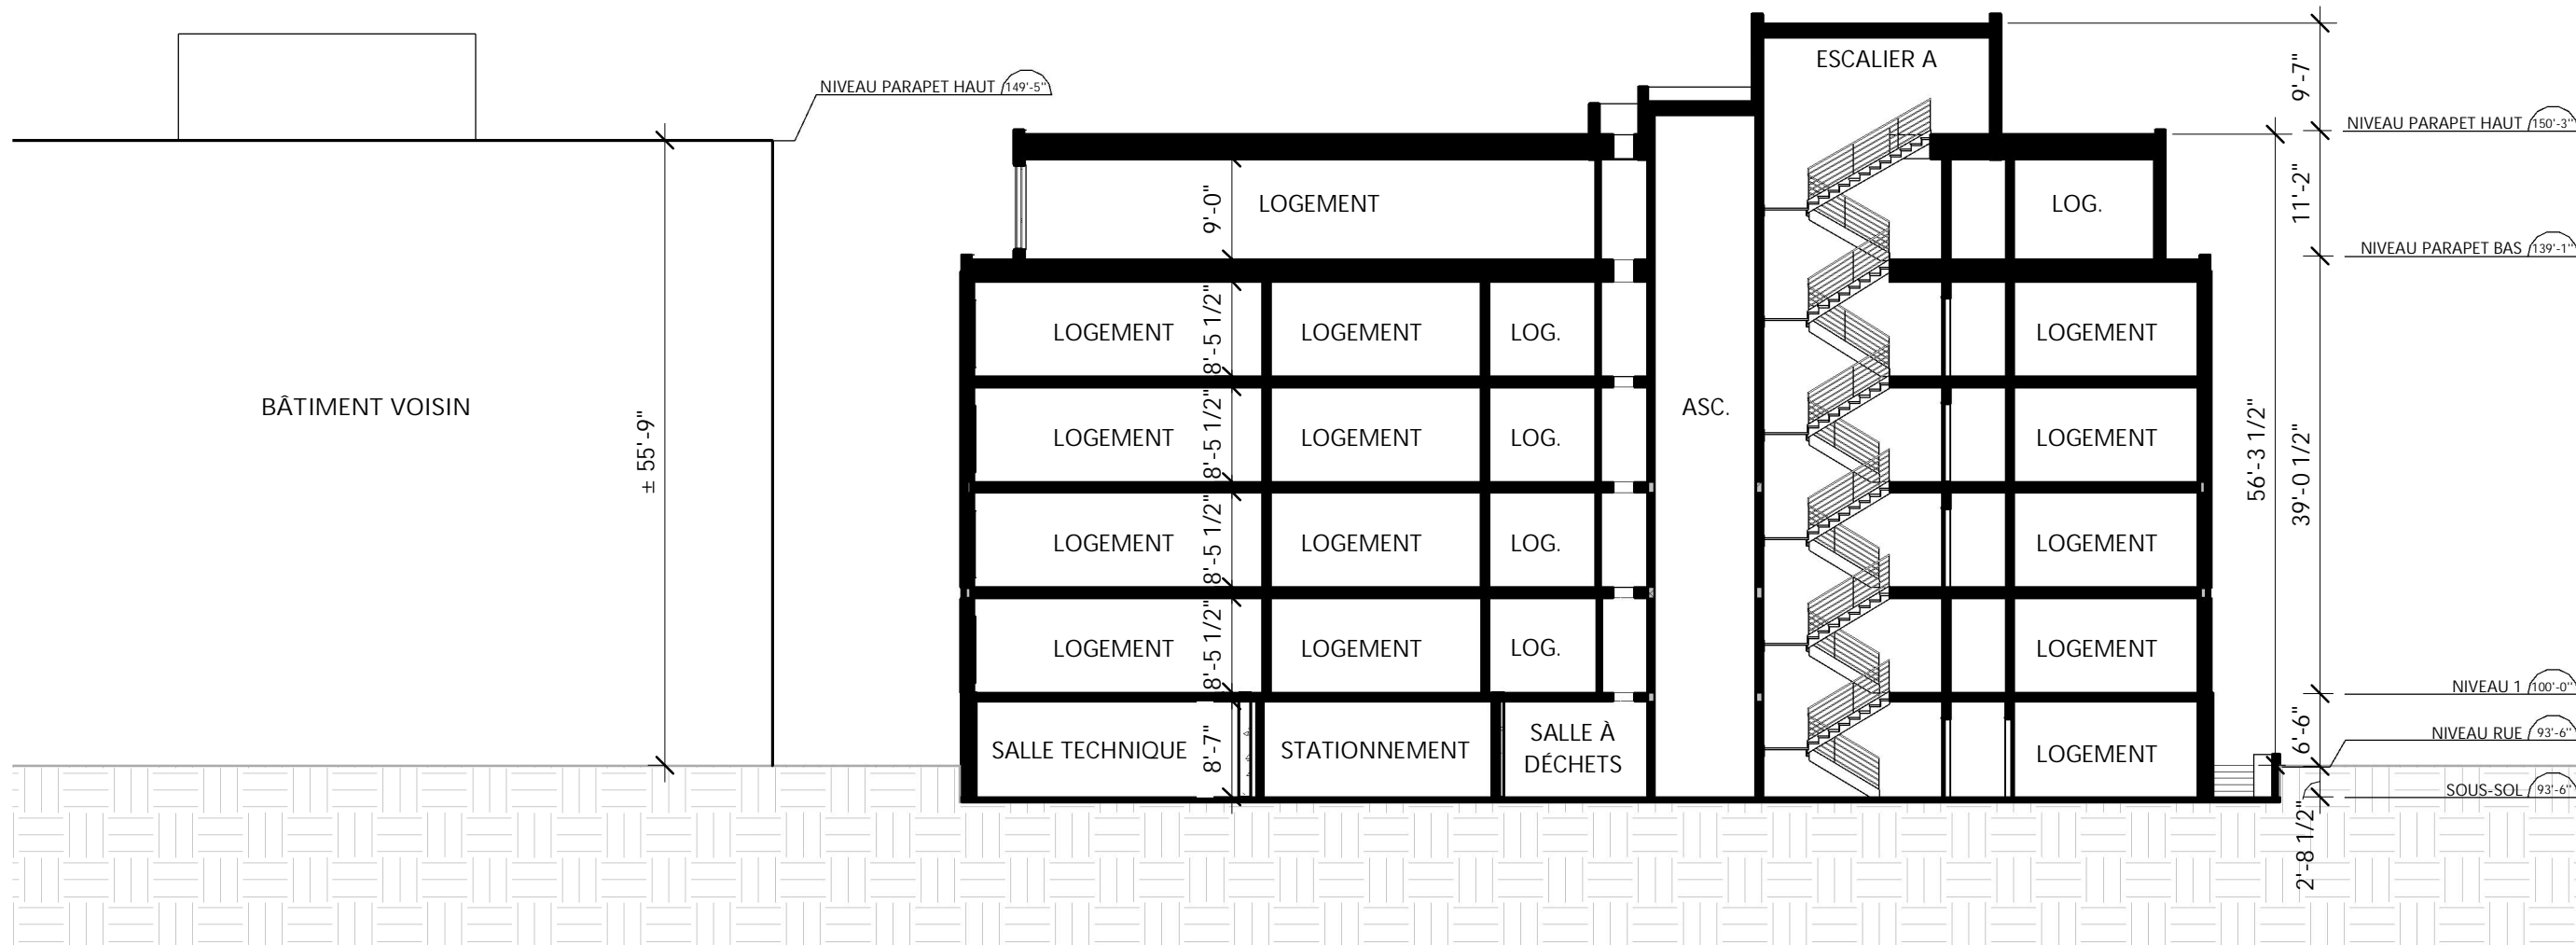 ESCALIER A
9'-7"
NIVEAU PARAPET HAUT 149'-5"
NIVEAU PARAPET HAUT 150'-3"
LOGEMENT
9'-0"
LOG.
11'-2"
NIVEAU PARAPET BAS 139'-1"
LOGEMENT
8'-5 1/2"
LOGEMENT
LOG.
LOGEMENT
BÂTIMENT VOISIN
± 55'-9"
ASC.
LOGEMENT
8'-5 1/2"
LOGEMENT
LOG.
LOGEMENT
56'-3 1/2"
39'-0 1/2"
LOGEMENT
8'-5 1/2"
LOGEMENT
LOG.
LOGEMENT
LOGEMENT
8'-5 1/2"
LOGEMENT
LOG.
LOGEMENT
NIVEAU 1 100'-0"
SALLE TECHNIQUE
8'-7"
STATIONNEMENT
SALLE À
DÉCHETS
LOGEMENT
6'-6"
NIVEAU RUE 93'-6"
SOUS-SOL 93'-6"
2'-8 1/2"